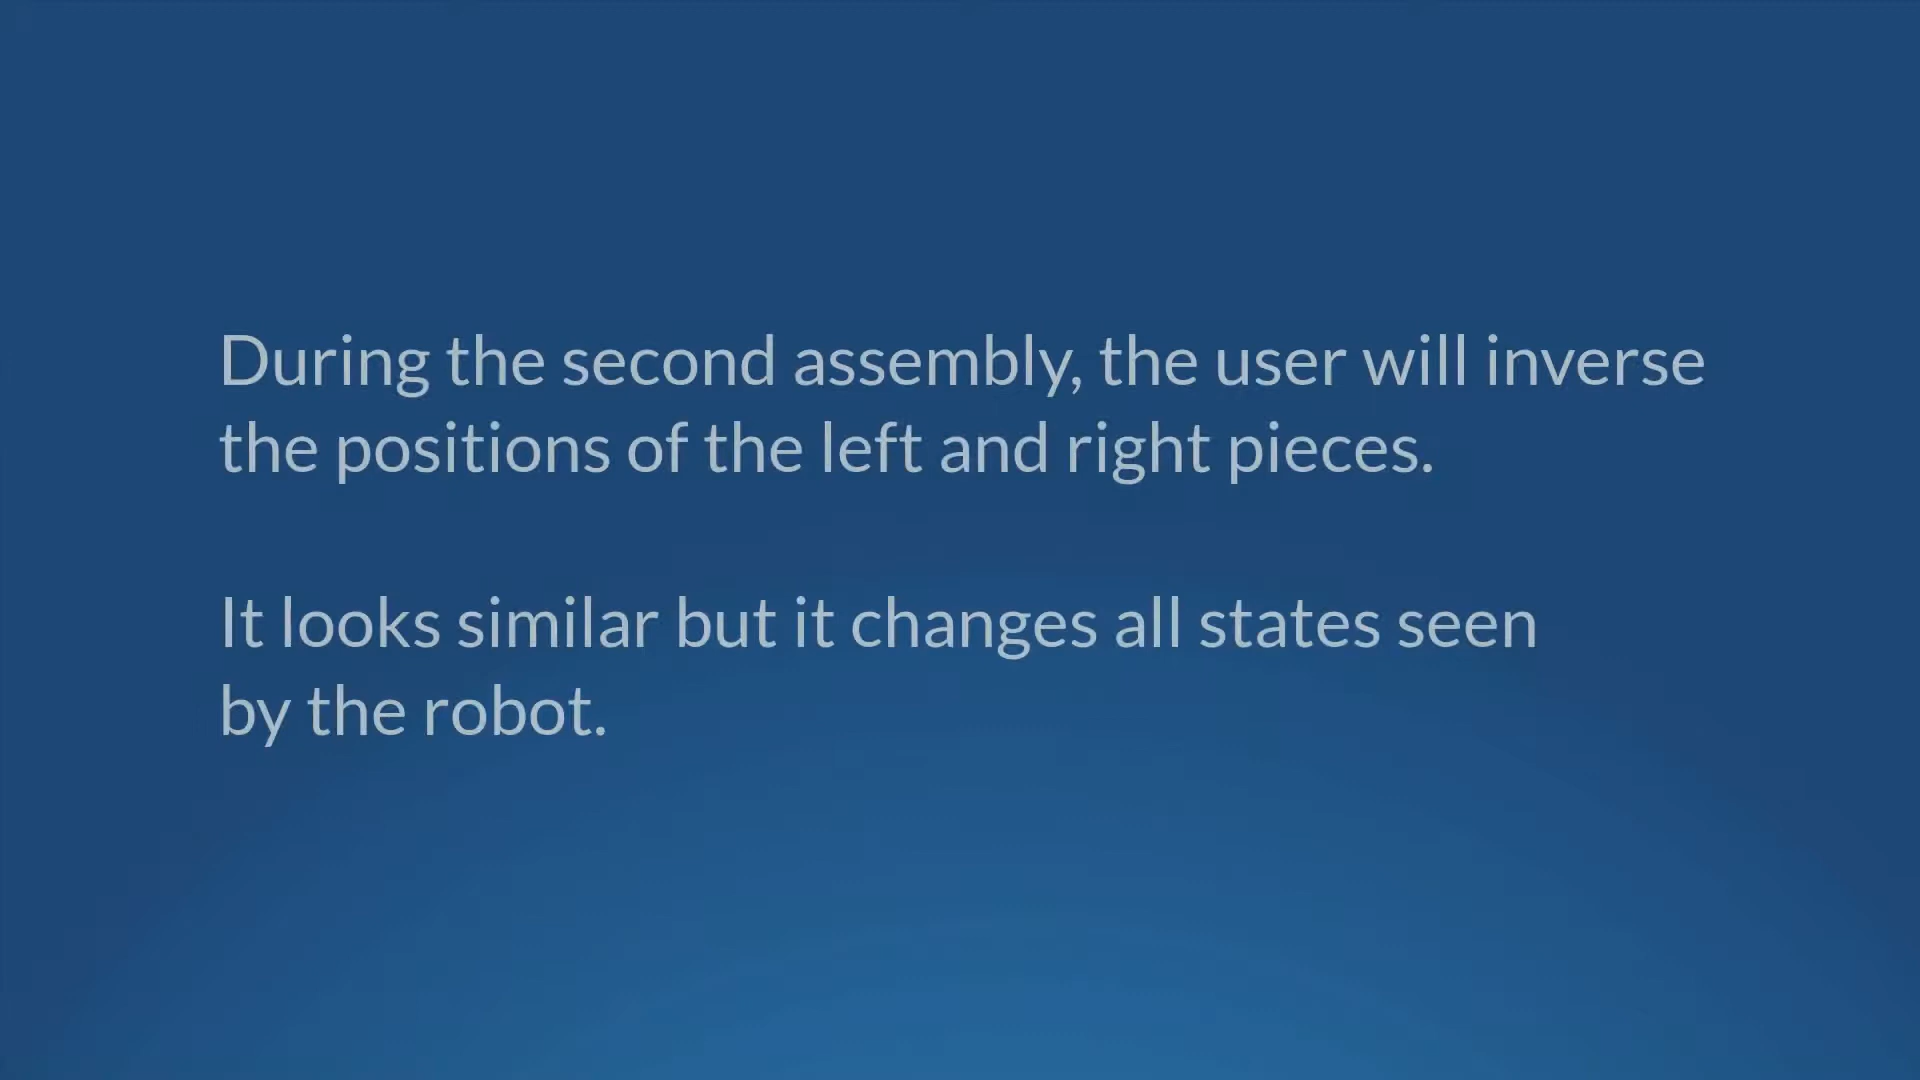 During the second assembly, the user will inverse
the positions of the left and right pieces.
It looks similar but it changes all states seen
by the robot.